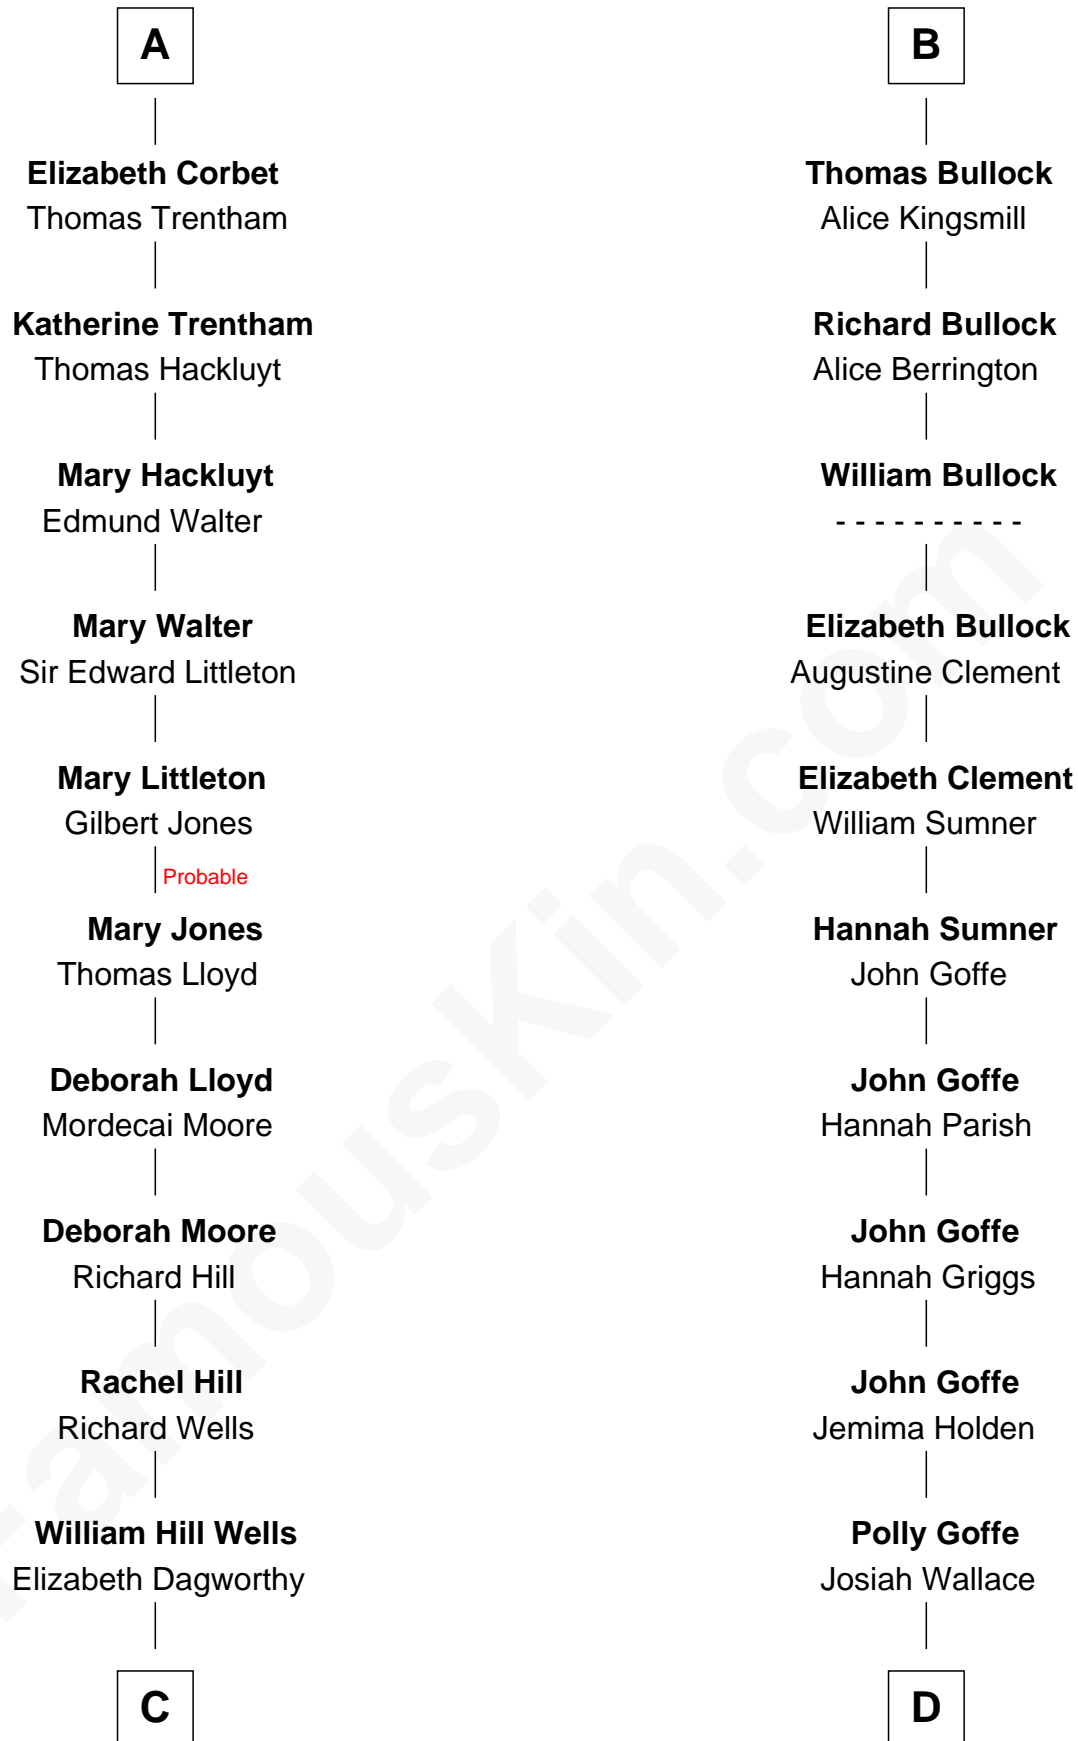 A
Elizabeth Corbet
Thomas Trentham
Katherine Trentham
Thomas Hackluyt
Mary Hackluyt
Edmund Walter
Mary Walter
Sir Edward Littleton
Mary Littleton
Gilbert Jones
Probable
Mary Jones
Thomas Lloyd
Deborah Lloyd
Mordecai Moore
Deborah Moore
Richard Hill
Rachel Hill
Richard Wells
William Hill Wells
Elizabeth Dagworthy
C
B
Thomas Bullock
Alice Kingsmill
Richard Bullock
Alice Berrington
William Bullock
- - - - - - - - - -
Elizabeth Bullock
Augustine Clement
Elizabeth Clement
William Sumner
Hannah Sumner
John Goffe
John Goffe
Hannah Parish
John Goffe
Hannah Griggs
John Goffe
Jemima Holden
Polly Goffe
Josiah Wallace
D
FamousKin.com